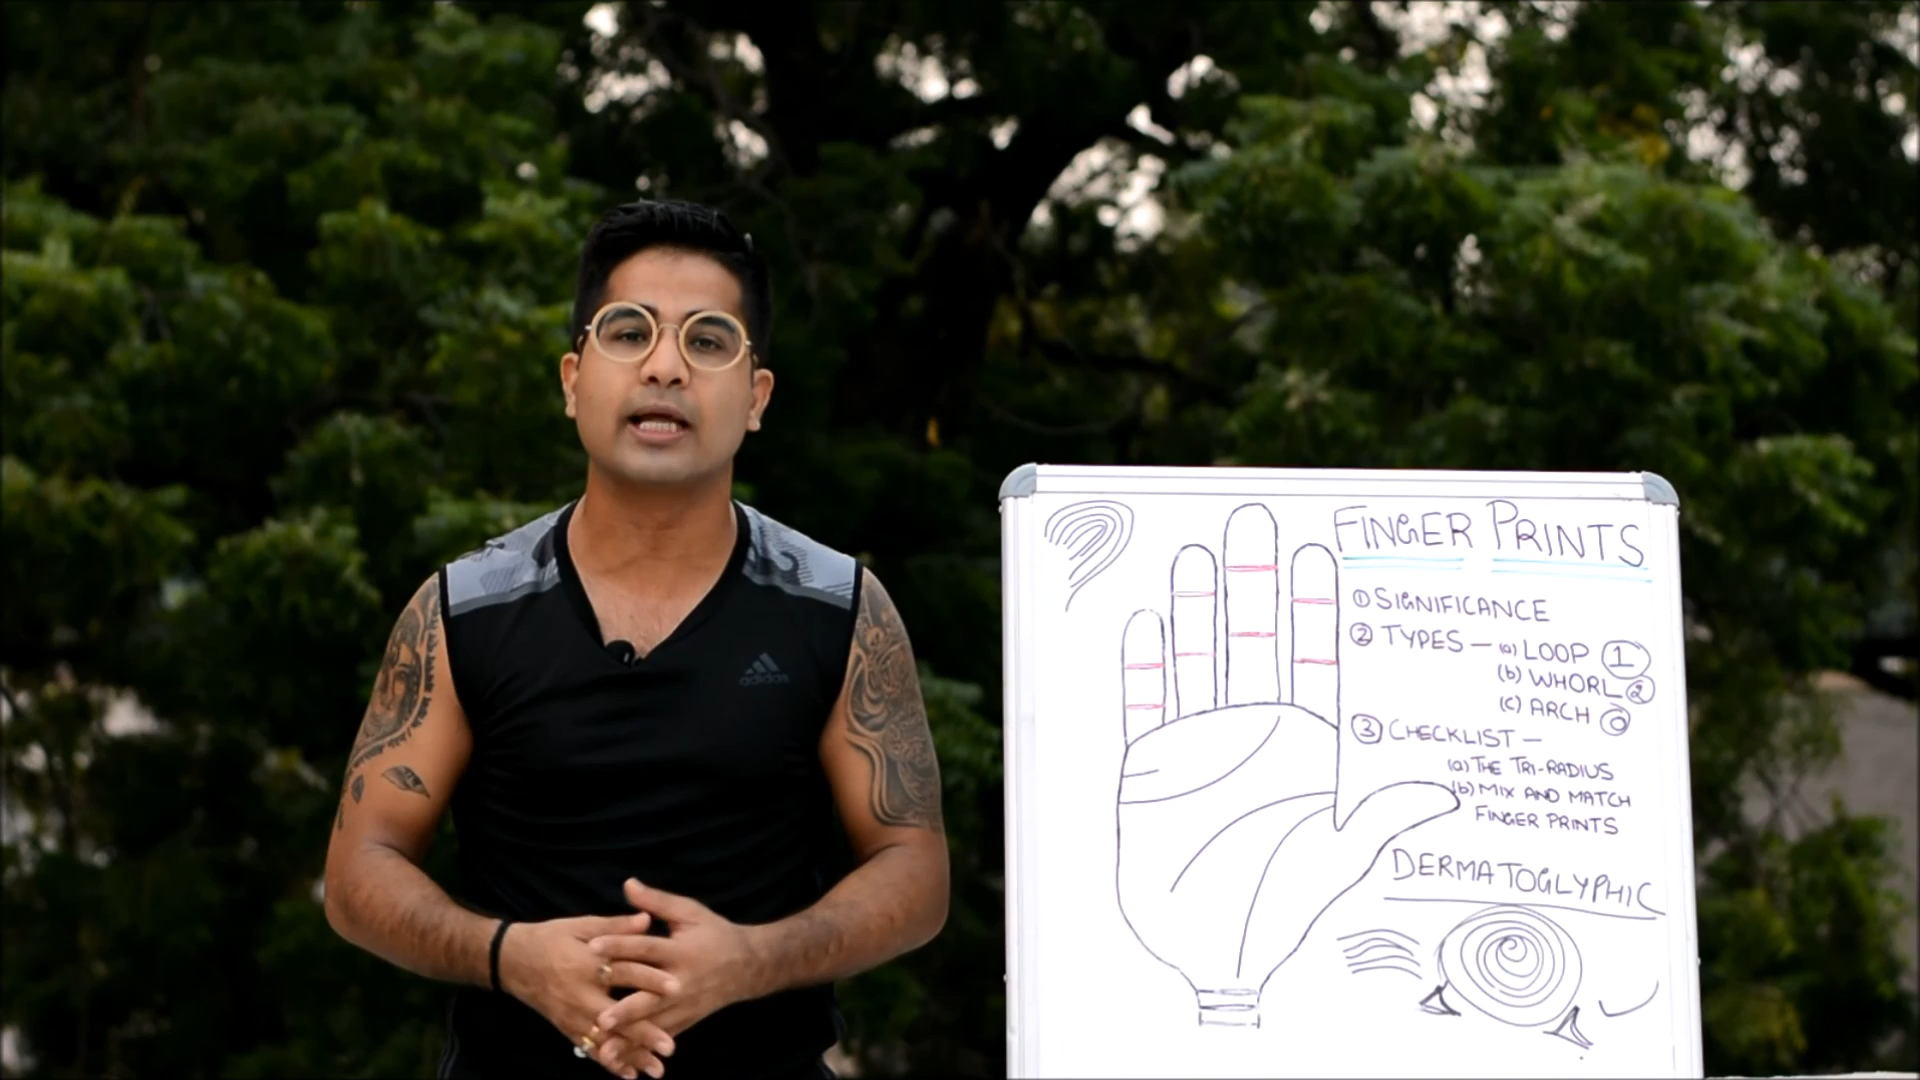 FINGER PRINTS
① SIGNIFICANCE
② TYPES — (a) LOOP ①
(b) WHORL ②
(c) ARCH ⓪
③ CHECKLIST —
(a) THE TRI-RADIUS
(b) MIX AND MATCH
FINGER PRINTS
DERMATOGLYPHIC
adidas